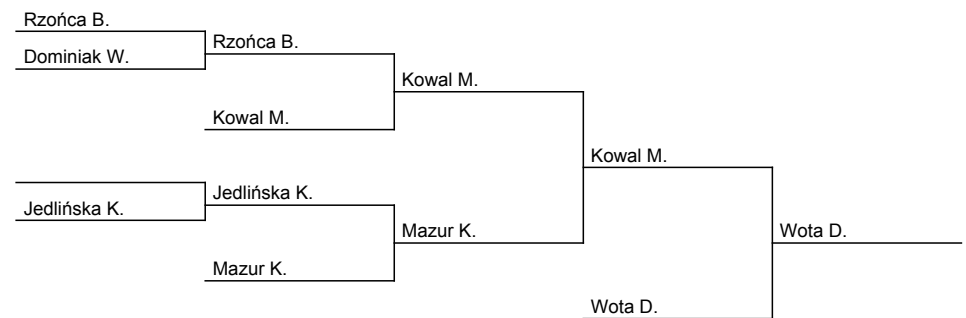 Rzońca B.
Rzońca B.
Dominiak W.
Kowal M.
Kowal M.
Kowal M.
Jedlińska K.
Jedlińska K.
Mazur K.
Wota D.
Mazur K.
Wota D.